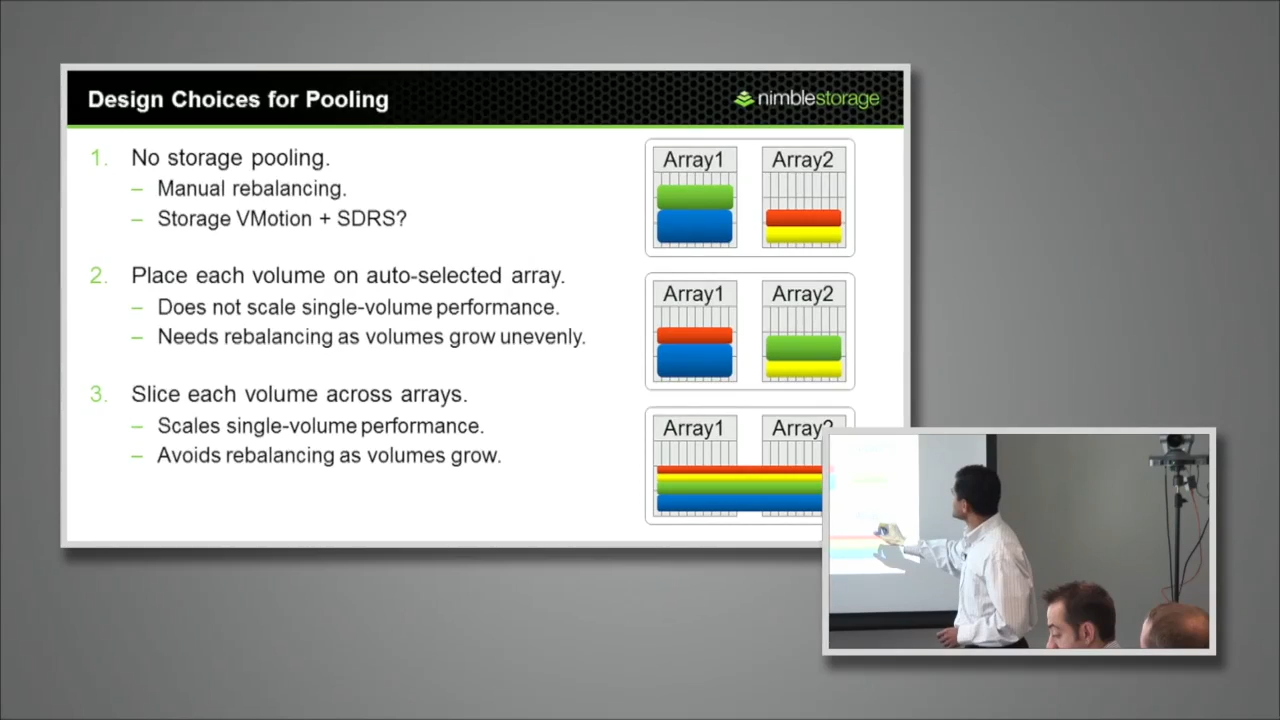 Design Choices for Pooling
nimblestorage
1. No storage pooling.
– Manual rebalancing.
– Storage VMotion + SDRS?
Array1 Array2
2. Place each volume on auto-selected array.
– Does not scale single-volume performance.
– Needs rebalancing as volumes grow unevenly.
Array1 Array2
3. Slice each volume across arrays.
– Scales single-volume performance.
– Avoids rebalancing as volumes grow.
Array1 Array2